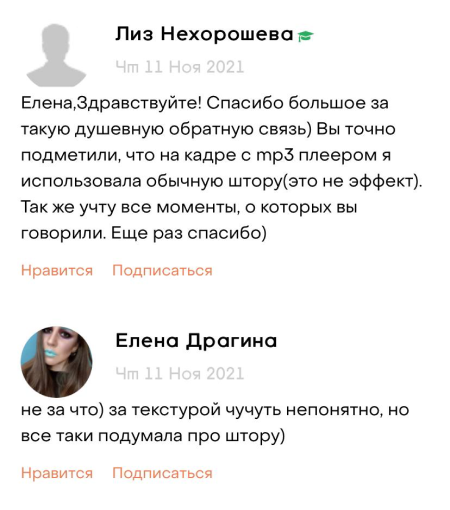 Лиз Нехорошева
Чт 11 Ноя 2021
Елена,Здравствуйте! Спасибо большое за
такую душевную обратную связь) Вы точно
подметили, что на кадре с mp3 плеером я
использовала обычную штору(это не эффект).
Так же учту все моменты, о которых вы
говорили. Еще раз спасибо)
Нравится Подписаться
Елена Драгина
Чт 11 Ноя 2021
не за что) за текстурой чучуть непонятно, но
все таки подумала про штору)
Нравится Подписаться